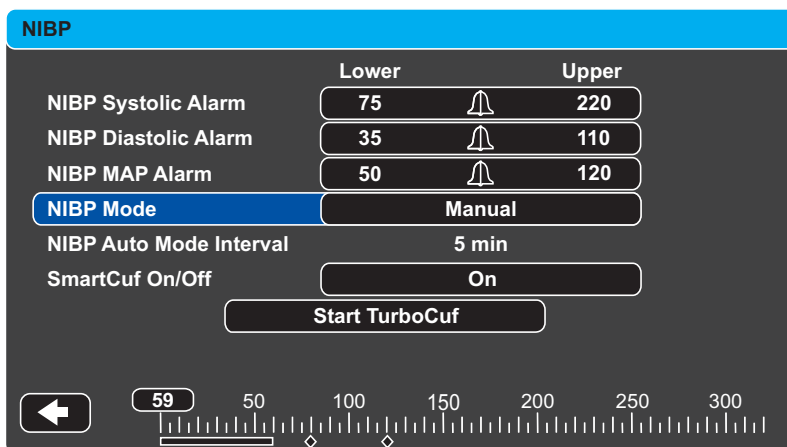 NIBP
Lower Upper
NIBP Systolic Alarm 75 220
NIBP Diastolic Alarm 35 110
NIBP MAP Alarm 50 120
NIBP Mode Manual
NIBP Auto Mode Interval 5 min
SmartCuf On/Off On
Start TurboCuf
59 50 100 150 200 250 300